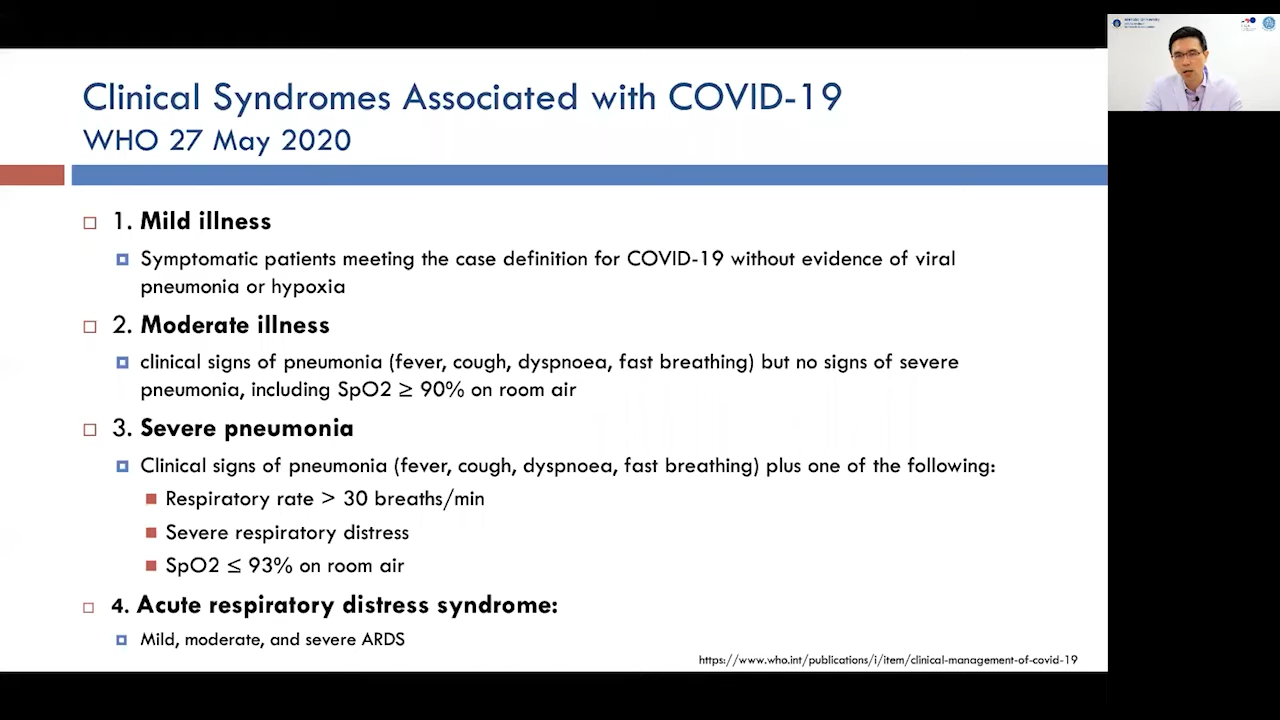 Clinical Syndromes Associated with COVID-19
WHO 27 May 2020
1. Mild illness
Symptomatic patients meeting the case definition for COVID-19 without evidence of viral
pneumonia or hypoxia
2. Moderate illness
clinical signs of pneumonia (fever, cough, dyspnoea, fast breathing) but no signs of severe
pneumonia, including SpO2 ≥ 90% on room air
3. Severe pneumonia
Clinical signs of pneumonia (fever, cough, dyspnoea, fast breathing) plus one of the following:
Respiratory rate > 30 breaths/min
Severe respiratory distress
SpO2 ≤ 93% on room air
4. Acute respiratory distress syndrome:
Mild, moderate, and severe ARDS
https://www.who.int/publications/i/item/clinical-management-of-covid-19